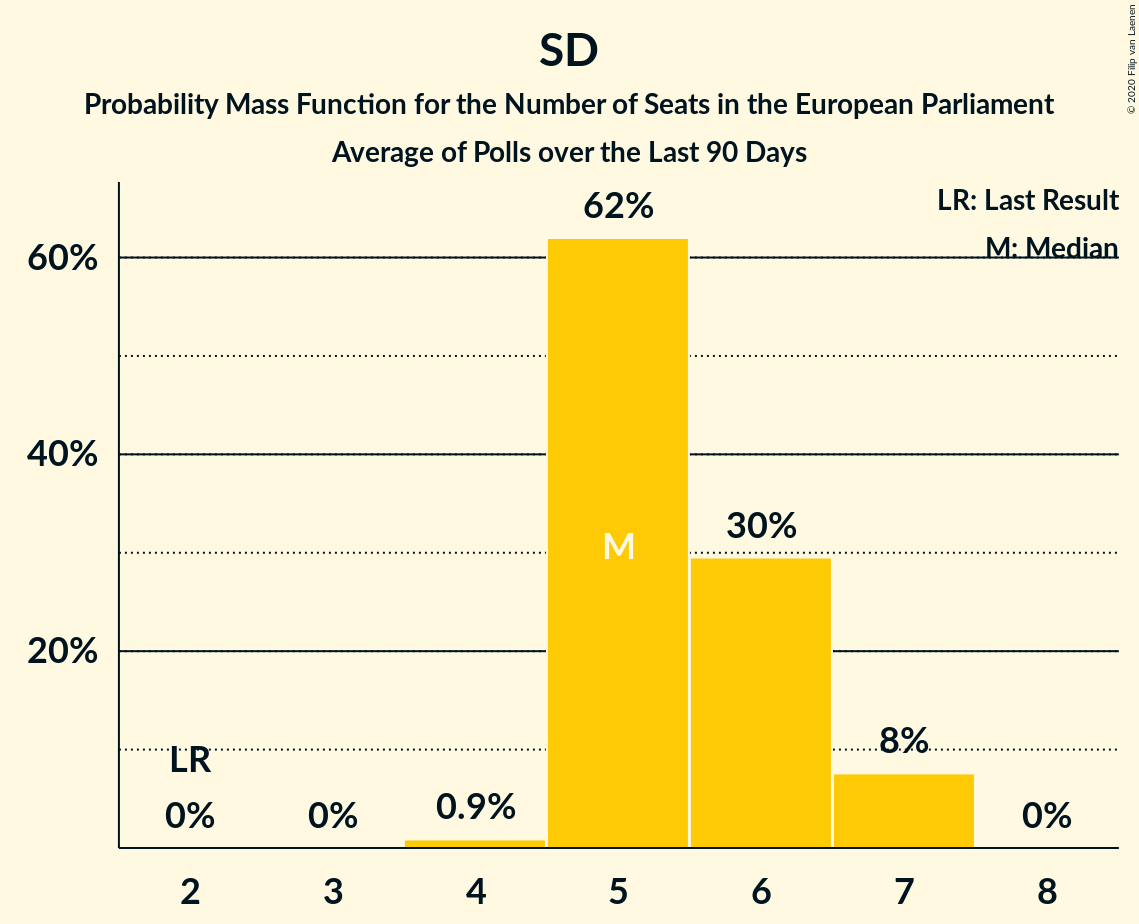 SD
Probability Mass Function for the Number of Seats in the European Parliament
Average of Polls over the Last 90 Days
© 2020 Filip van Laenen
LR: Last Result
M: Median
62%
60%
40%
20%
M
30%
8%
LR
0%
0%
0.9%
0%
2 3 4 5 6 7 8